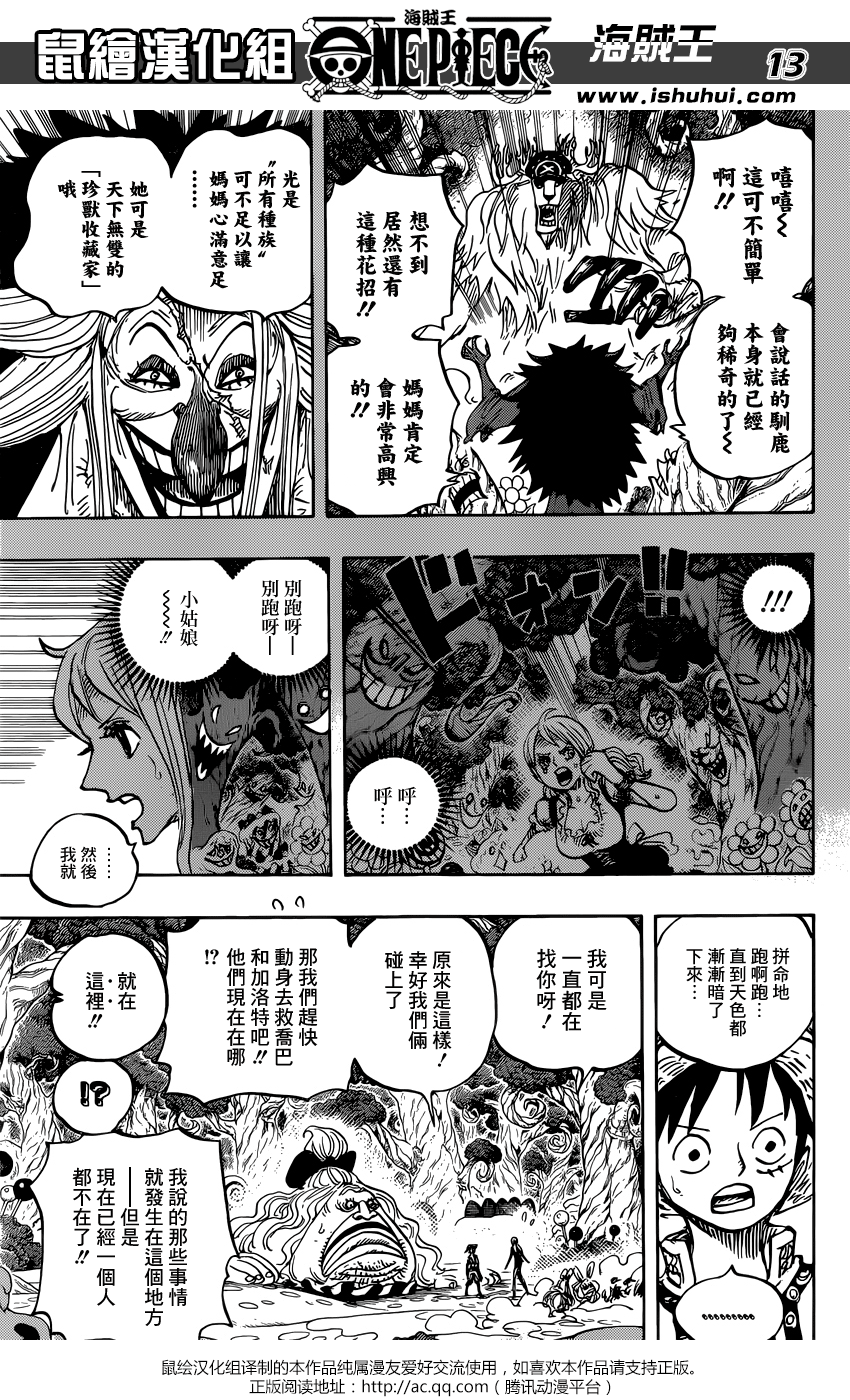 鼠繪漢化組
海賊王
ONE PIECE
海賊王
13
www.ishuhui.com
嘻嘻~
這可不簡單
啊!!
會說話的馴鹿
本身就已經
夠稀奇的了~
想不到
居然還有
這種花招!!
媽媽肯定
會非常高興
的!!
光是
"所有種族"
可不足以讓
媽媽心滿意足
……
她可是
天下無雙的
「珍獸收藏家」
哦
!!!
ドォン!!
呼…
呼…
別跑呀—
別跑呀—
小姑娘
~~~!!
……
然後
我就
拼命地
跑啊跑…
直到天色都
漸漸暗了
下來…
…………
我可是
一直都在
找你呀!
原來是這樣!
幸好我們倆
碰上了
那我們趕快
動身去救喬巴
和加洛特吧!!
他們現在在哪
!?
就在
這裡!!
!?
我說的那些事情
就發生在這個地方
——但是
現在已經一個人
都不在了!!
鼠绘汉化组译制的本作品纯属漫友爱好交流使用，如喜欢本作品请支持正版。
正版阅读地址：http://ac.qq.com（腾讯动漫平台）